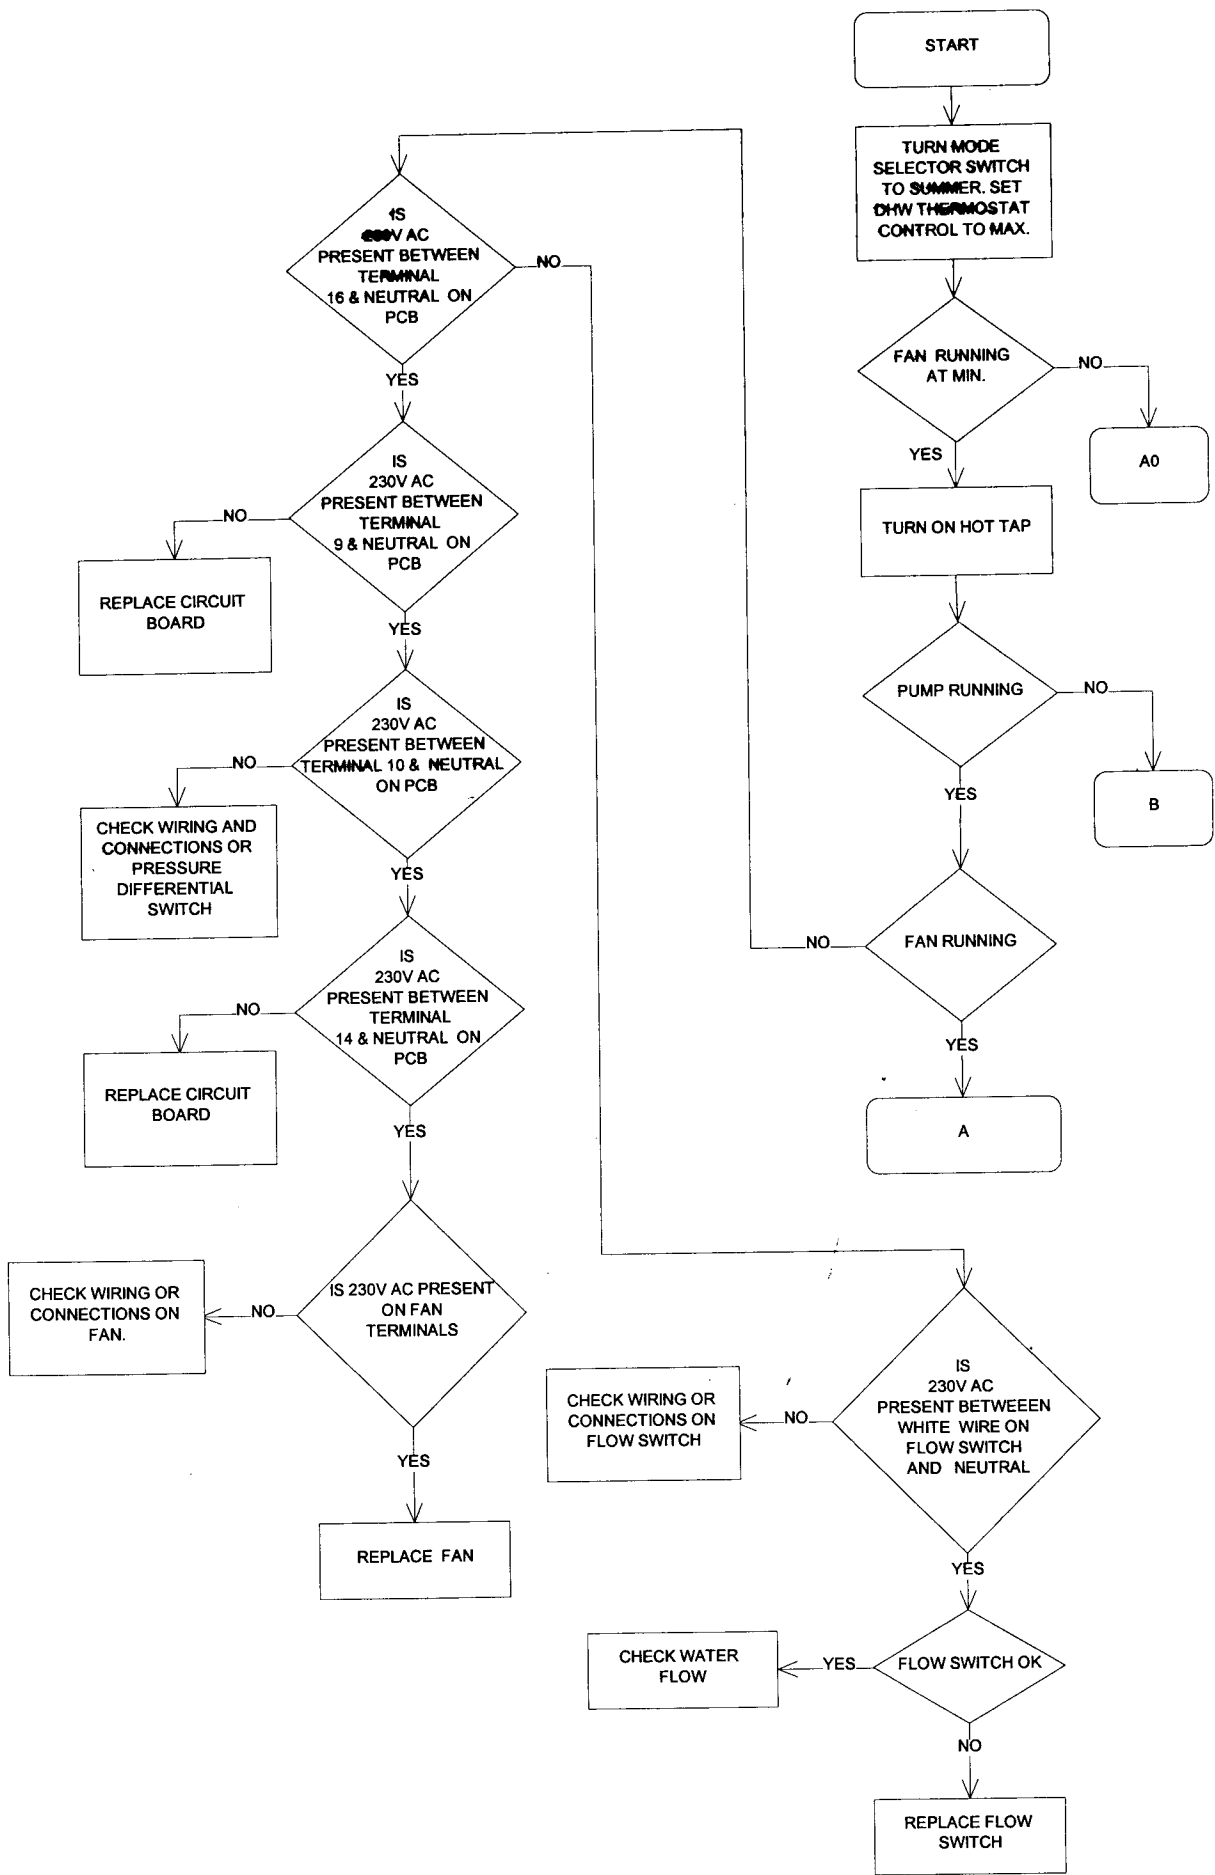 START
TURN MODE
SELECTOR SWITCH
TO SUMMER. SET
DHW THERMOSTAT
CONTROL TO MAX.
FAN RUNNING
AT MIN.
NO
A0
YES
TURN ON HOT TAP
PUMP RUNNING
NO
B
YES
FAN RUNNING
NO
YES
A
IS
V AC
PRESENT BETWEEN
TERMINAL
16 & NEUTRAL ON
PCB
NO
YES
IS
230V AC
PRESENT BETWEEN
TERMINAL
9 & NEUTRAL ON
PCB
NO
REPLACE CIRCUIT
BOARD
YES
IS
230V AC
PRESENT BETWEEN
TERMINAL 10 & NEUTRAL
ON PCB
NO
CHECK WIRING AND
CONNECTIONS OR
PRESSURE
DIFFERENTIAL
SWITCH
YES
IS
230V AC
PRESENT BETWEEN
TERMINAL
14 & NEUTRAL ON
PCB
NO
REPLACE CIRCUIT
BOARD
YES
IS 230V AC PRESENT
ON FAN
TERMINALS
NO
CHECK WIRING OR
CONNECTIONS ON
FAN.
YES
REPLACE FAN
IS
230V AC
PRESENT BETWEEEN
WHITE WIRE ON
FLOW SWITCH
AND NEUTRAL
NO
CHECK WIRING OR
CONNECTIONS ON
FLOW SWITCH
YES
FLOW SWITCH OK
YES
CHECK WATER
FLOW
NO
REPLACE FLOW
SWITCH